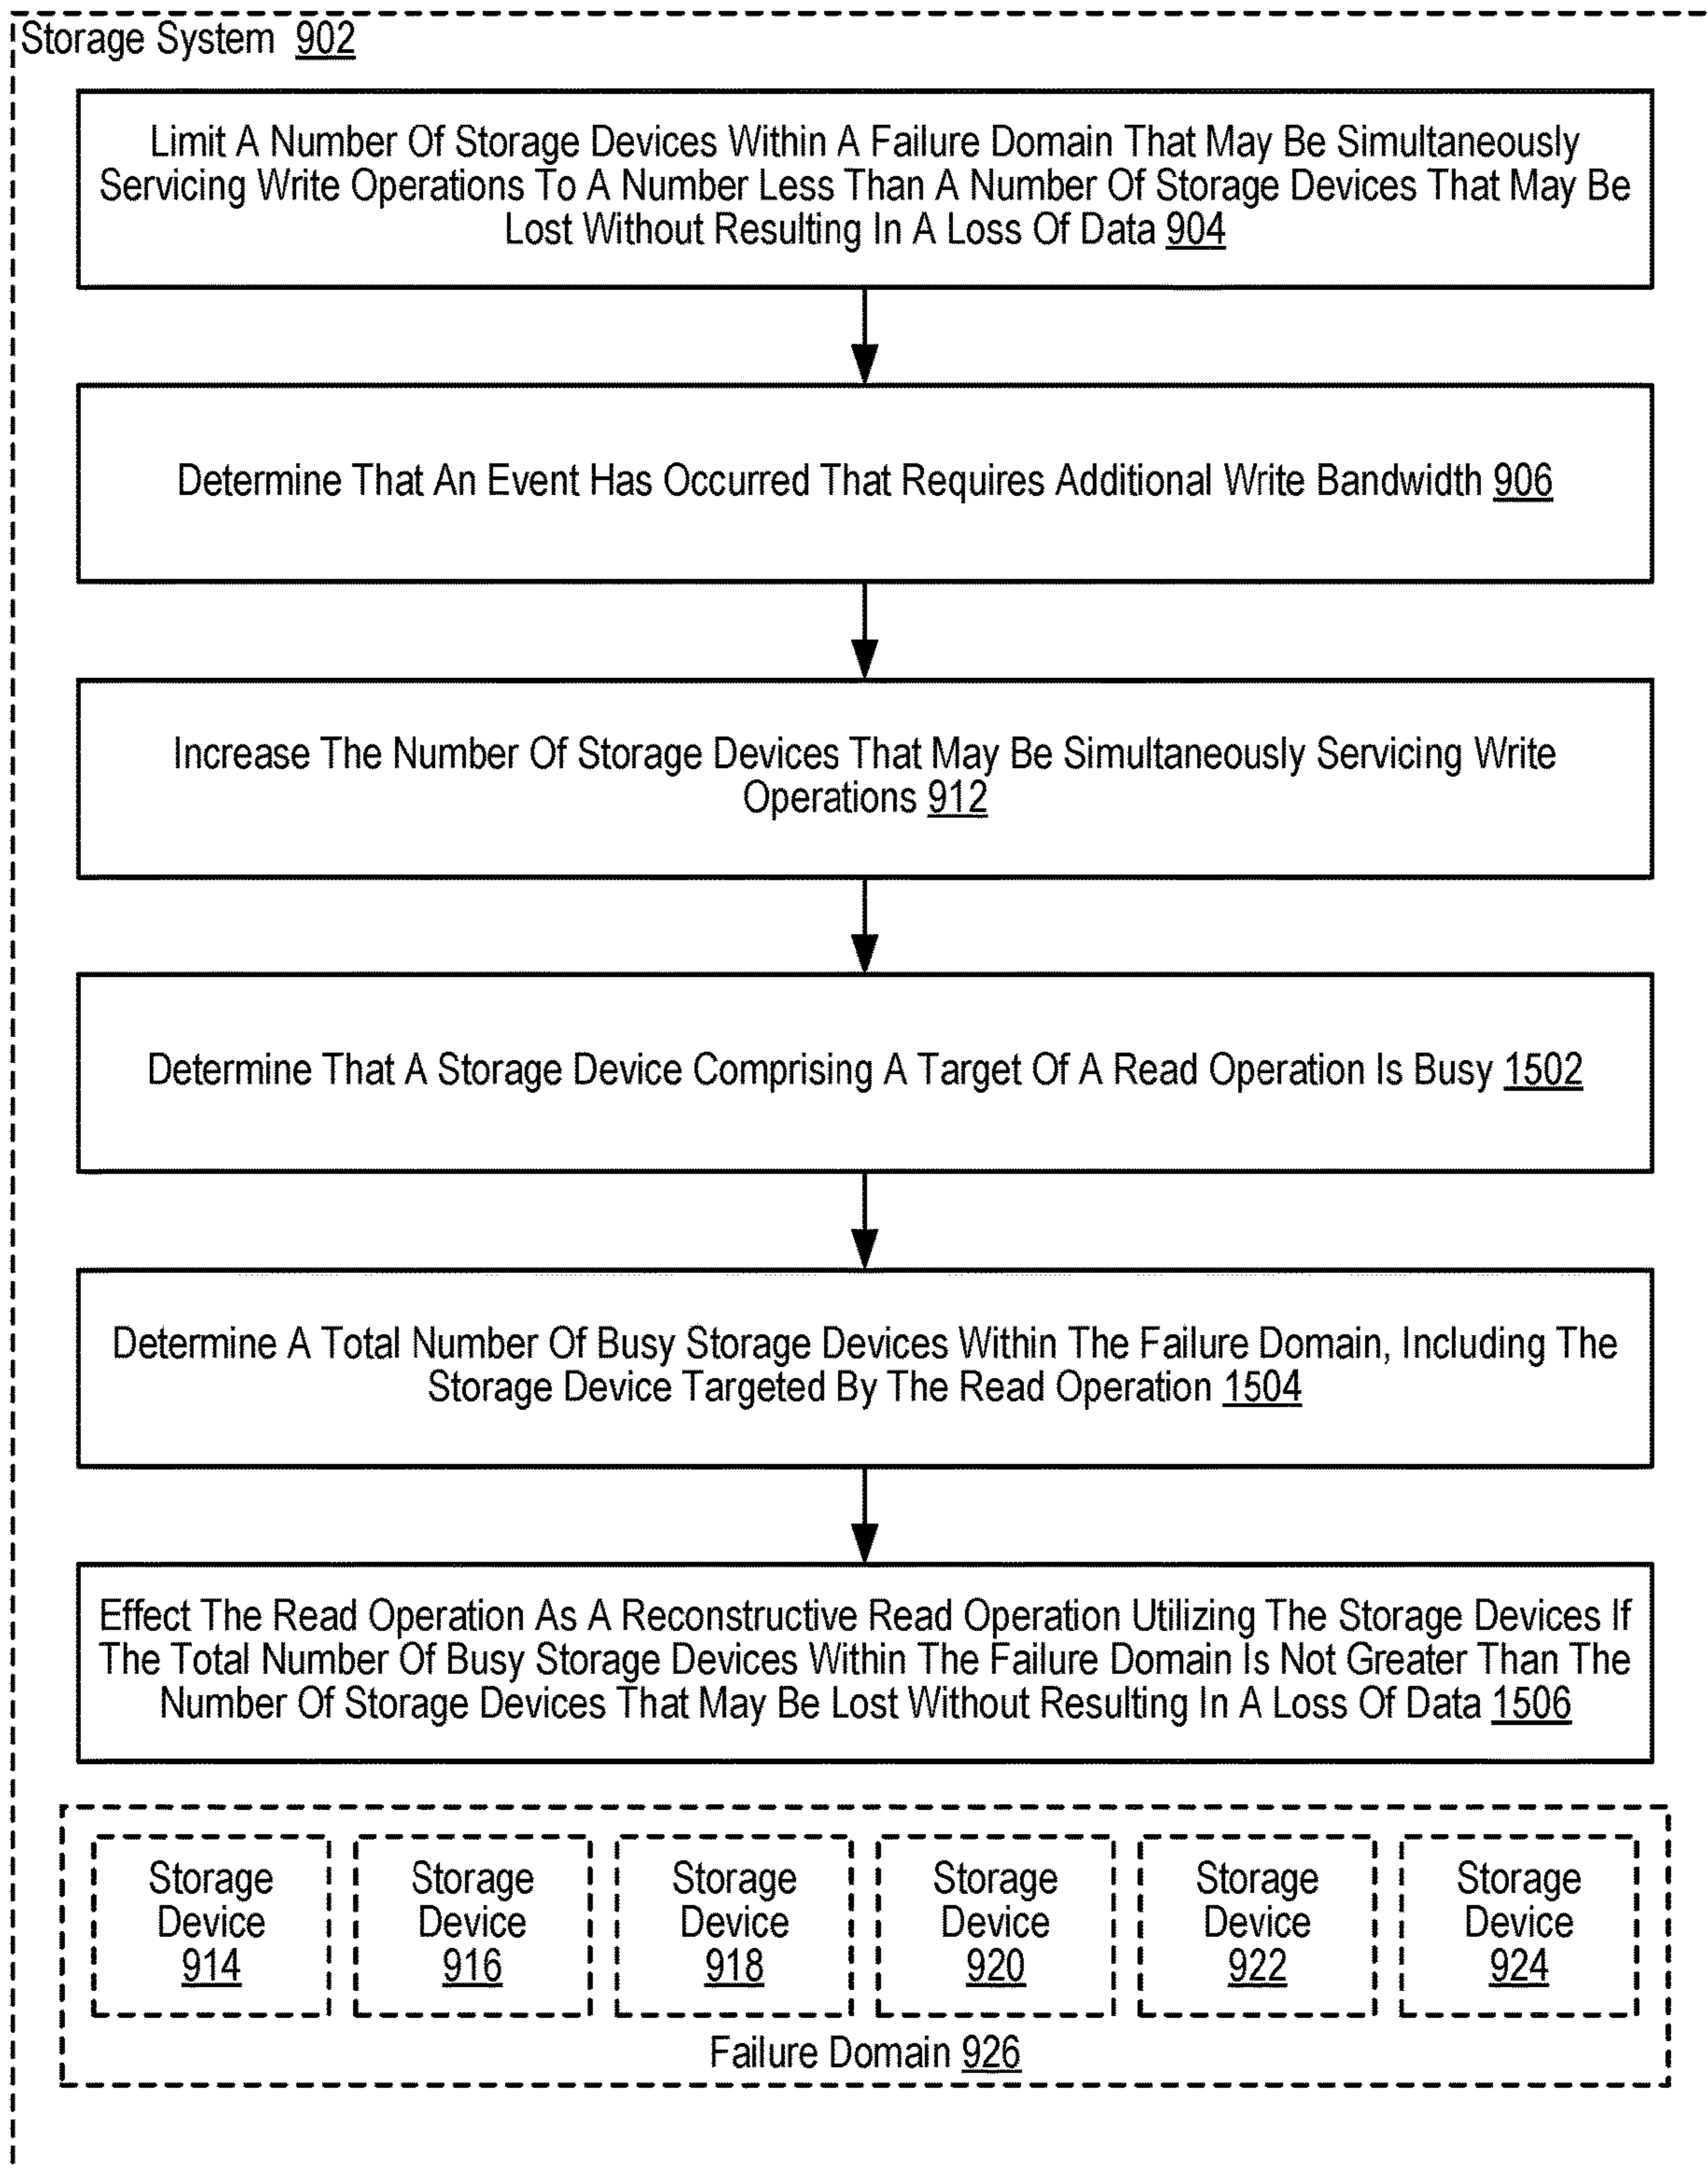 Storage System 902
Limit A Number Of Storage Devices Within A Failure Domain That May Be Simultaneously
Servicing Write Operations To A Number Less Than A Number Of Storage Devices That May Be
Lost Without Resulting In A Loss Of Data 904
Determine That An Event Has Occurred That Requires Additional Write Bandwidth 906
Increase The Number Of Storage Devices That May Be Simultaneously Servicing Write
Operations 912
Determine That A Storage Device Comprising A Target Of A Read Operation Is Busy 1502
Determine A Total Number Of Busy Storage Devices Within The Failure Domain, Including The
Storage Device Targeted By The Read Operation 1504
Effect The Read Operation As A Reconstructive Read Operation Utilizing The Storage Devices If
The Total Number Of Busy Storage Devices Within The Failure Domain Is Not Greater Than The
Number Of Storage Devices That May Be Lost Without Resulting In A Loss Of Data 1506
Storage
Device
914
Storage
Device
916
Storage
Device
918
Storage
Device
920
Storage
Device
922
Storage
Device
924
Failure Domain 926